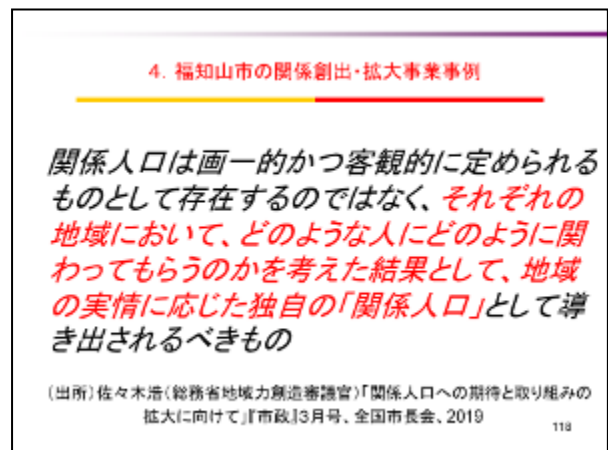 4. 福知山市の関係創出・拡大事業事例
関係人口は画一的かつ客観的に定められる
ものとして存在するのではなく、それぞれの
地域において、どのような人にどのように関
わってもらうのかを考えた結果として、地域
の実情に応じた独自の「関係人口」として導
き出されるべきもの
(出所)佐々木浩(総務省地域力創造審議官)「関係人口への期待と取り組みの
拡大に向けて」『市政』3月号、全国市長会、2019
118